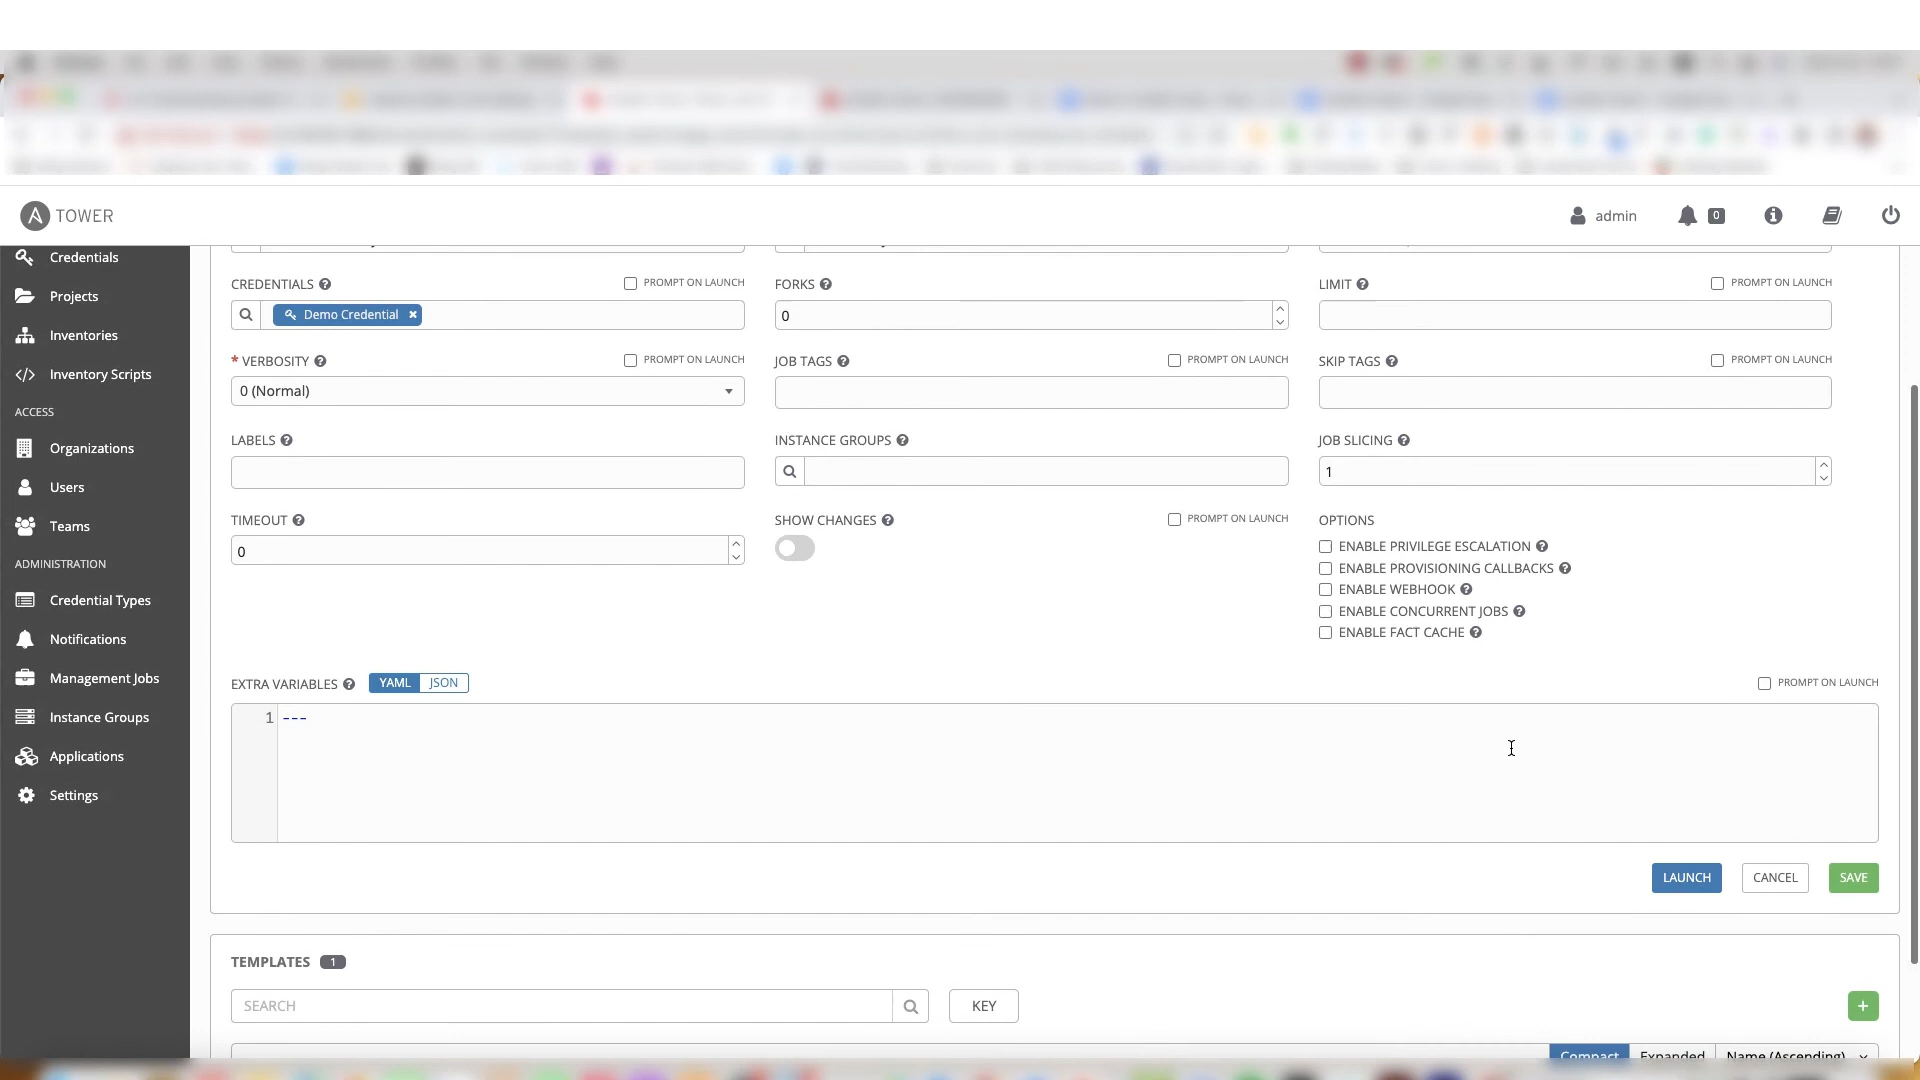 TOWER
admin
0
Credentials
Projects
Inventories
Inventory Scripts
ACCESS
Organizations
Users
Teams
ADMINISTRATION
Credential Types
Notifications
Management Jobs
Instance Groups
Applications
Settings
CREDENTIALS
PROMPT ON LAUNCH
Demo Credential
FORKS
0
LIMIT
PROMPT ON LAUNCH
* VERBOSITY
PROMPT ON LAUNCH
0 (Normal)
JOB TAGS
PROMPT ON LAUNCH
SKIP TAGS
PROMPT ON LAUNCH
LABELS
INSTANCE GROUPS
JOB SLICING
1
TIMEOUT
0
SHOW CHANGES
PROMPT ON LAUNCH
OPTIONS
ENABLE PRIVILEGE ESCALATION
ENABLE PROVISIONING CALLBACKS
ENABLE WEBHOOK
ENABLE CONCURRENT JOBS
ENABLE FACT CACHE
EXTRA VARIABLES
YAML JSON
PROMPT ON LAUNCH
1 ---
LAUNCH
CANCEL
SAVE
TEMPLATES 1
SEARCH
KEY
+
Compact
Expanded
Name (Ascending)